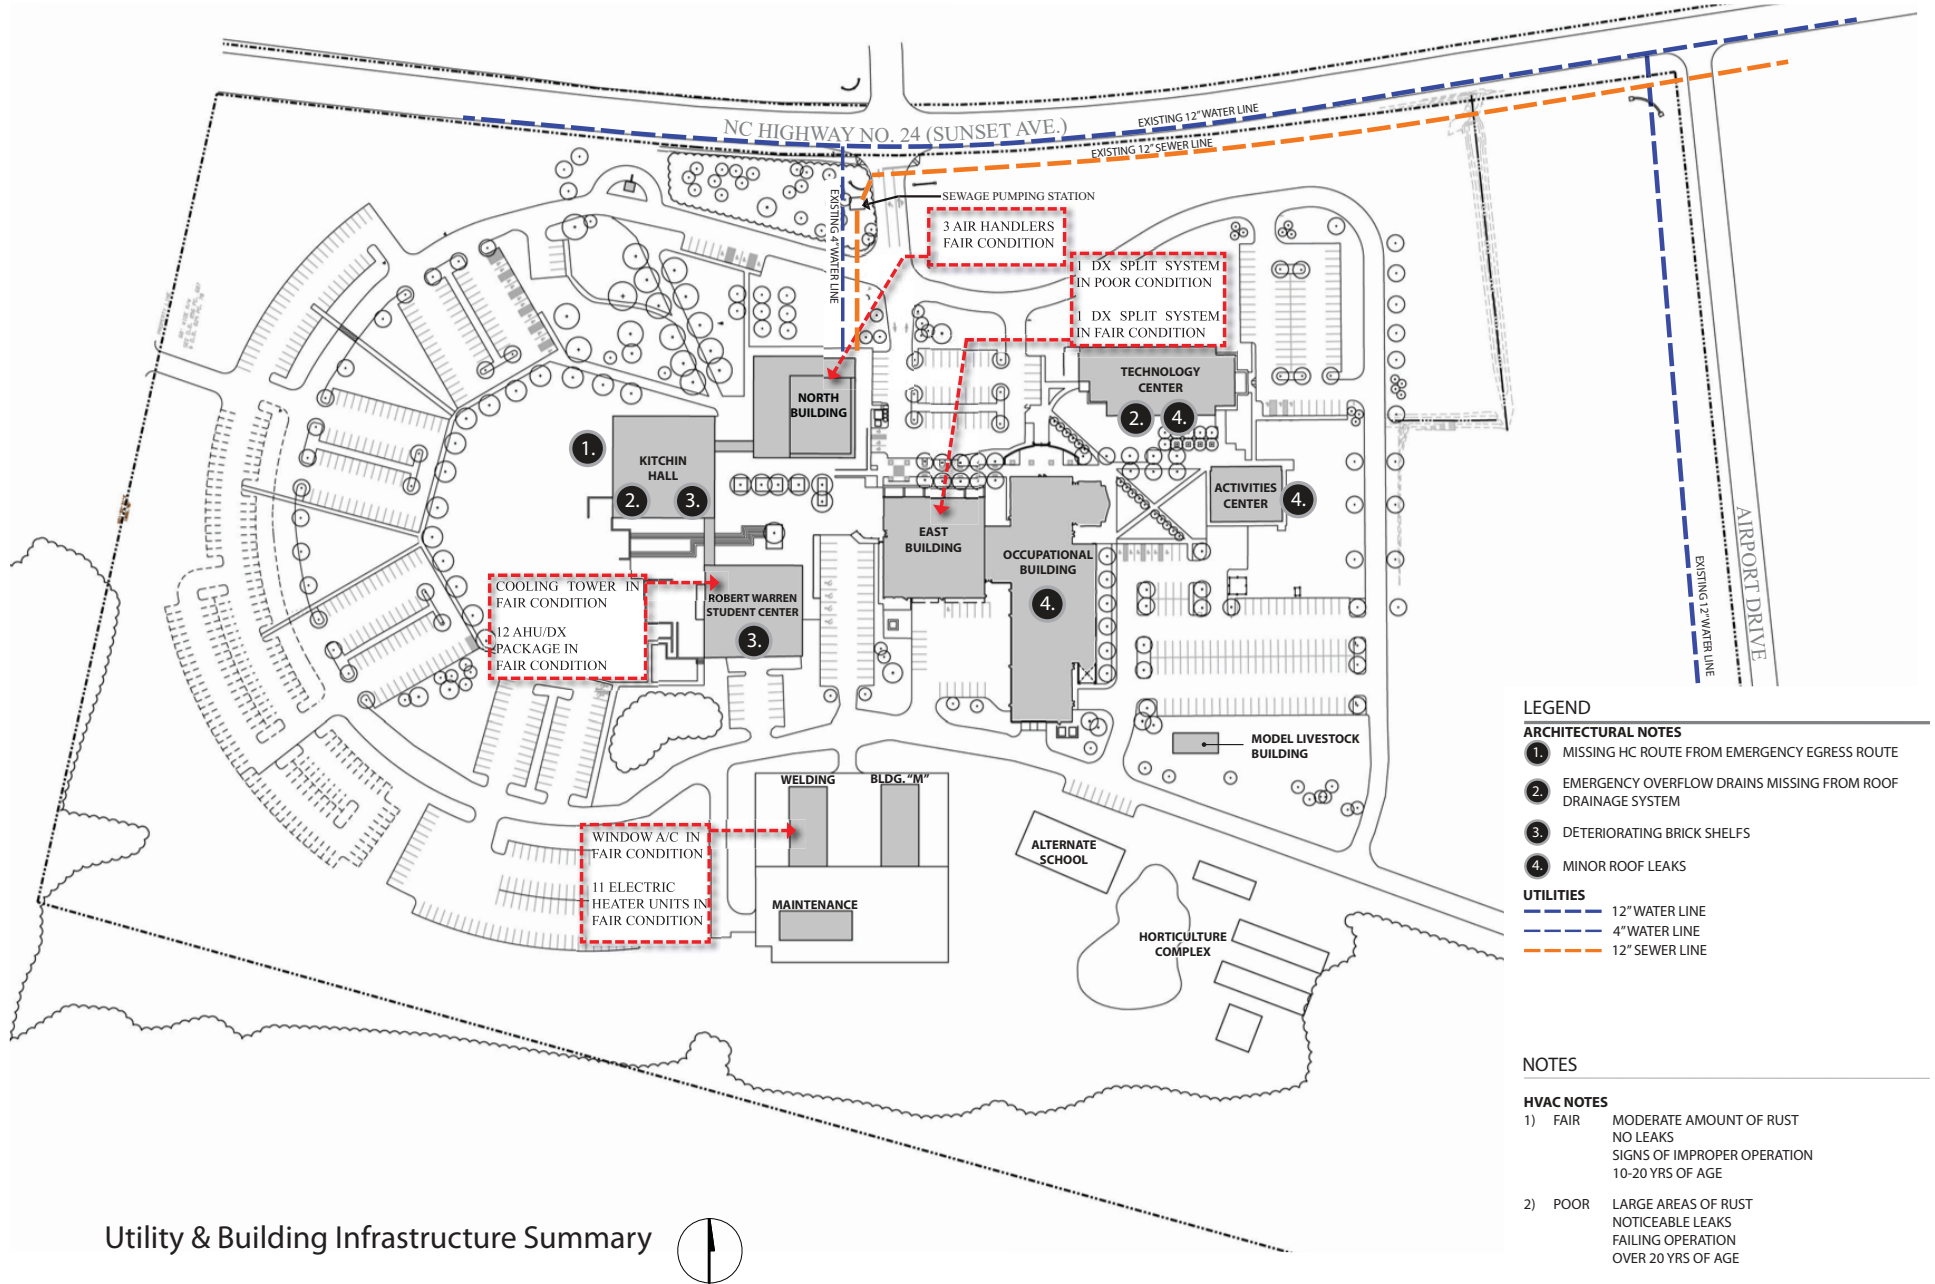 NC HIGHWAY NO. 24 (SUNSET AVE.)
EXISTING 12" WATER LINE
EXISTING 12" SEWER LINE
SEWAGE PUMPING STATION
EXISTING 4" WATER LINE
3 AIR HANDLERS
FAIR CONDITION
1 DX SPLIT SYSTEM
IN POOR CONDITION
1 DX SPLIT SYSTEM
IN FAIR CONDITION
TECHNOLOGY
CENTER
2.
4.
NORTH
BUILDING
1.
KITCHIN
HALL
2.
3.
ACTIVITIES
CENTER
4.
EAST
BUILDING
OCCUPATIONAL
BUILDING
4.
AIRPORT DRIVE
EXISTING 12" WATER LINE
COOLING TOWER IN
FAIR CONDITION
12 AHU/DX
PACKAGE IN
FAIR CONDITION
ROBERT WARREN
STUDENT CENTER
3.
MODEL LIVESTOCK
BUILDING
WELDING
BLDG. "M"
WINDOW A/C IN
FAIR CONDITION
11 ELECTRIC
HEATER UNITS IN
FAIR CONDITION
MAINTENANCE
ALTERNATE
SCHOOL
HORTICULTURE
COMPLEX
LEGEND
ARCHITECTURAL NOTES
1. MISSING HC ROUTE FROM EMERGENCY EGRESS ROUTE
2. EMERGENCY OVERFLOW DRAINS MISSING FROM ROOF
DRAINAGE SYSTEM
3. DETERIORATING BRICK SHELFS
4. MINOR ROOF LEAKS
UTILITIES
12" WATER LINE
4" WATER LINE
12" SEWER LINE
NOTES
HVAC NOTES
1) FAIR MODERATE AMOUNT OF RUST
NO LEAKS
SIGNS OF IMPROPER OPERATION
10-20 YRS OF AGE
2) POOR LARGE AREAS OF RUST
NOTICEABLE LEAKS
FAILING OPERATION
OVER 20 YRS OF AGE
Utility & Building Infrastructure Summary